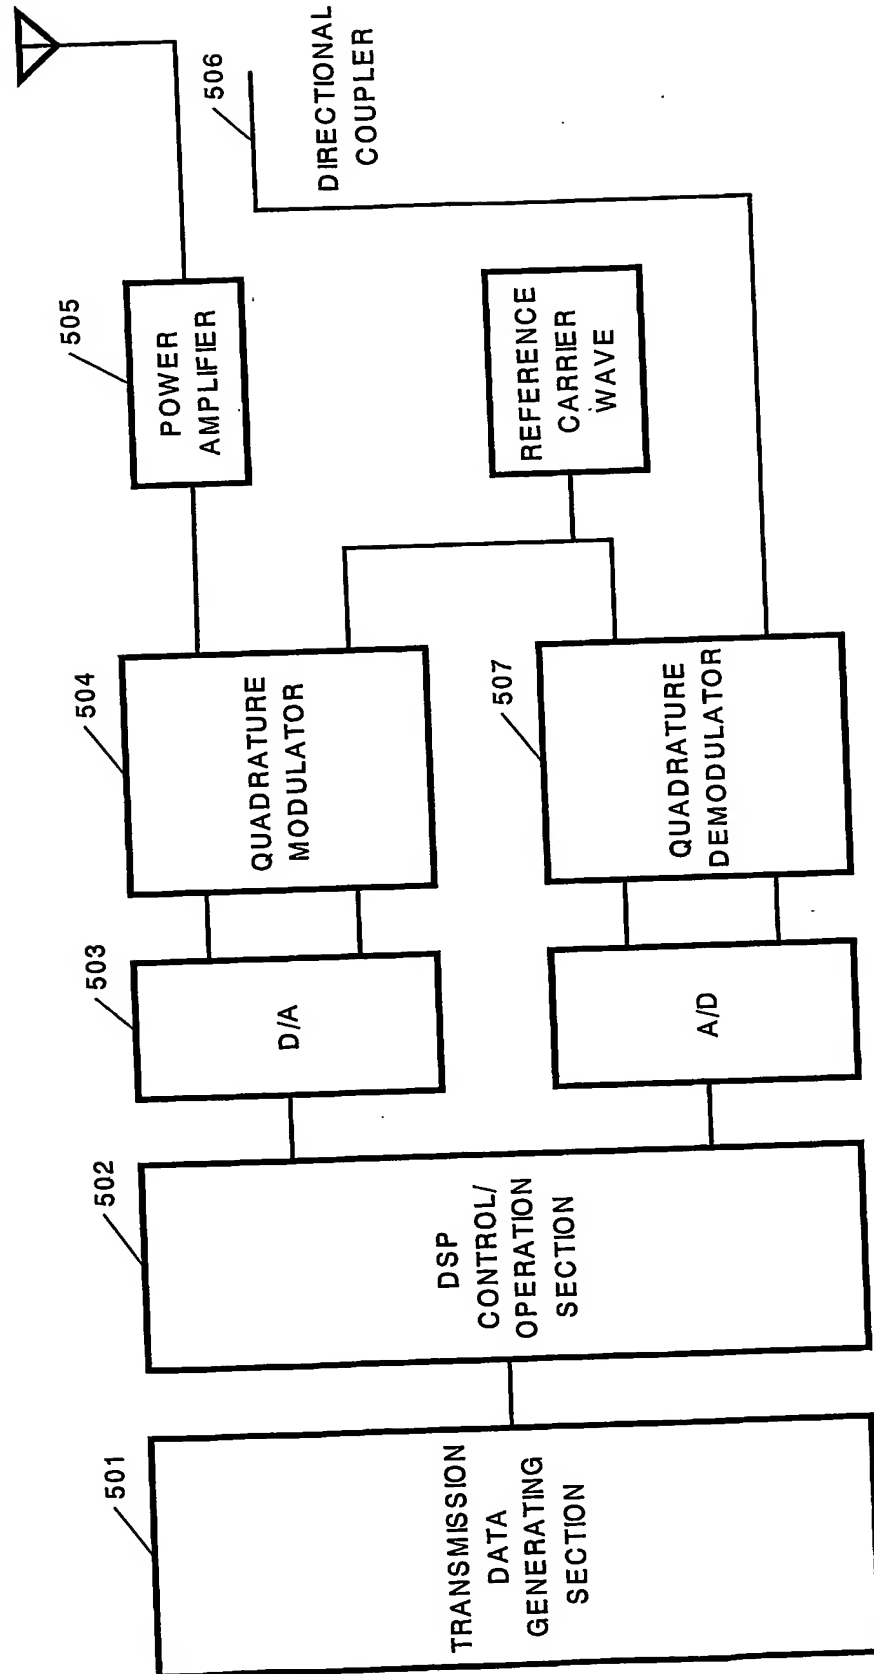 501
TRANSMISSION
DATA
GENERATING
SECTION
502
DSP
CONTROL/
OPERATION
SECTION
503
D/A
A/D
504
QUADRATURE
MODULATOR
507
QUADRATURE
DEMODULATOR
505
POWER
AMPLIFIER
REFERENCE
CARRIER
WAVE
506
DIRECTIONAL
COUPLER